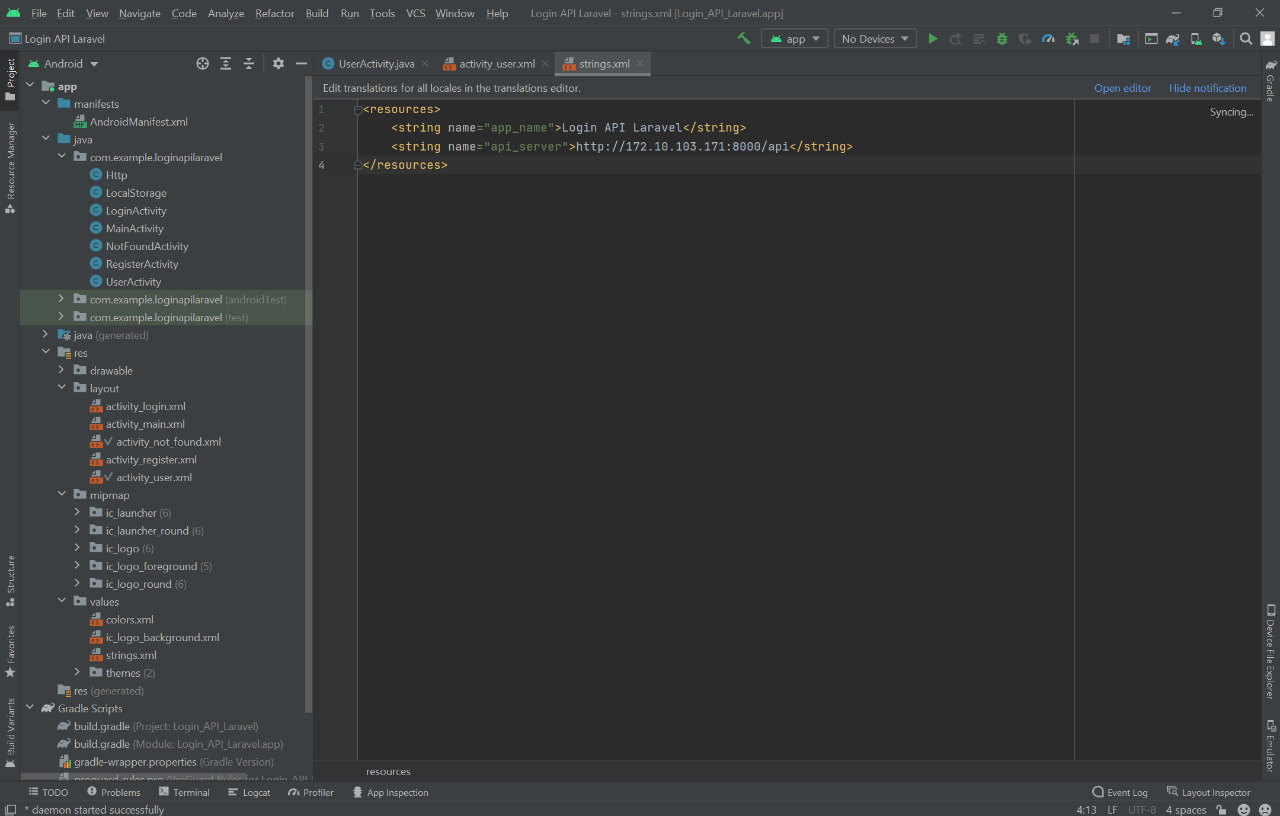 File Edit View Navigate Code Analyze Refactor Build Run Tools VCS Window Help Login API Laravel - strings.xml [Login_API_Laravel.app]
Login API Laravel app No Devices
Project
Resource Manager
Structure
Favorites
Build Variants
Android
app
manifests
AndroidManifest.xml
java
com.example.loginapilaravel
Http
LocalStorage
LoginActivity
MainActivity
NotFoundActivity
RegisterActivity
UserActivity
com.example.loginapilaravel (androidTest)
com.example.loginapilaravel (test)
java (generated)
res
drawable
layout
activity_login.xml
activity_main.xml
activity_not_found.xml
activity_register.xml
activity_user.xml
mipmap
ic_launcher (6)
ic_launcher_round (6)
ic_logo (6)
ic_logo_foreground (5)
ic_logo_round (6)
values
colors.xml
ic_logo_background.xml
strings.xml
themes (2)
res (generated)
Gradle Scripts
build.gradle (Project: Login_API_Laravel)
build.gradle (Module: Login_API_Laravel.app)
gradle-wrapper.properties (Gradle Version)
proguard-rules.pro (ProGuard Rules for Login_API
UserActivity.java activity_user.xml strings.xml
Edit translations for all locales in the translations editor. Open editor Hide notification
Syncing...
1 <resources>
2 <string name="app_name">Login API Laravel</string>
3 <string name="api_server">http://172.10.103.171:8000/api</string>
4 </resources>
resources
Gradle
Device File Explorer
Emulator
TODO Problems Terminal Logcat Profiler App Inspection Event Log Layout Inspector
* daemon started successfully 4:13 LF UTF-8 4 spaces